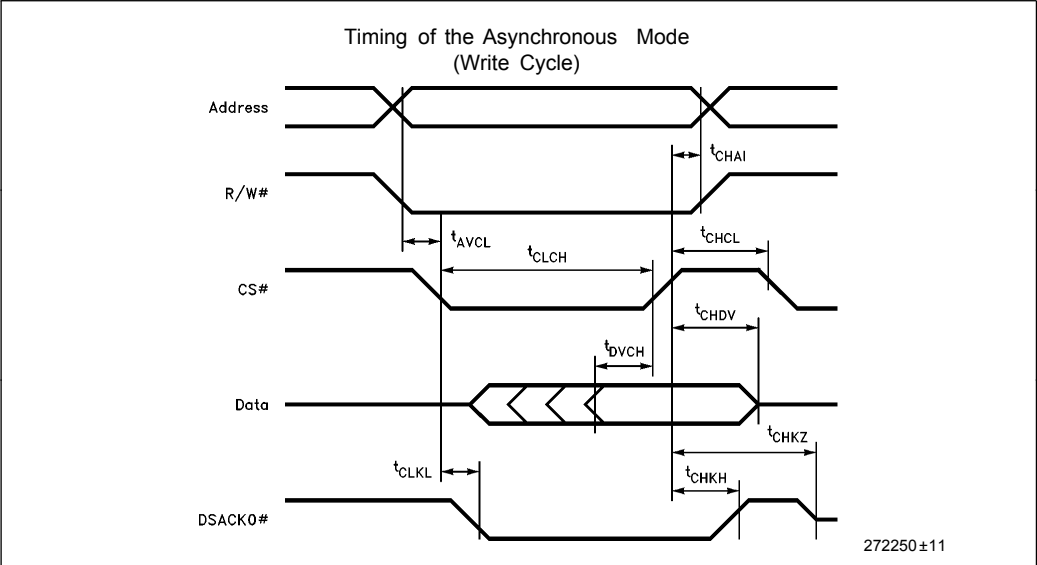 Timing of the Asynchronous Mode
(Write Cycle)
Address
tCHAI
R/W#
tAVCL
tCHCL
tCLCH
CS#
tCHDV
tDVCH
Data
tCHKZ
tCLKL
tCHKH
DSACK0#
272250±11